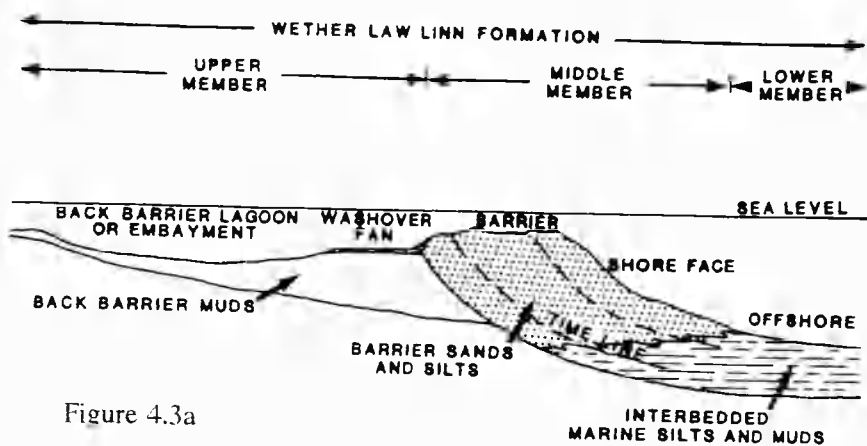 WETHER LAW LINN FORMATION
UPPER
MEMBER
MIDDLE
MEMBER
LOWER
MEMBER
BACK BARRIER LAGOON
OR EMBAYMENT
WASHOVER
FAN
BARRIER
SEA LEVEL
SHORE FACE
BACK BARRIER MUDS
OFFSHORE
TIME LINE
BARRIER SANDS
AND SILTS
INTERBEDDED
MARINE SILTS AND MUDS
Figure 4.3a